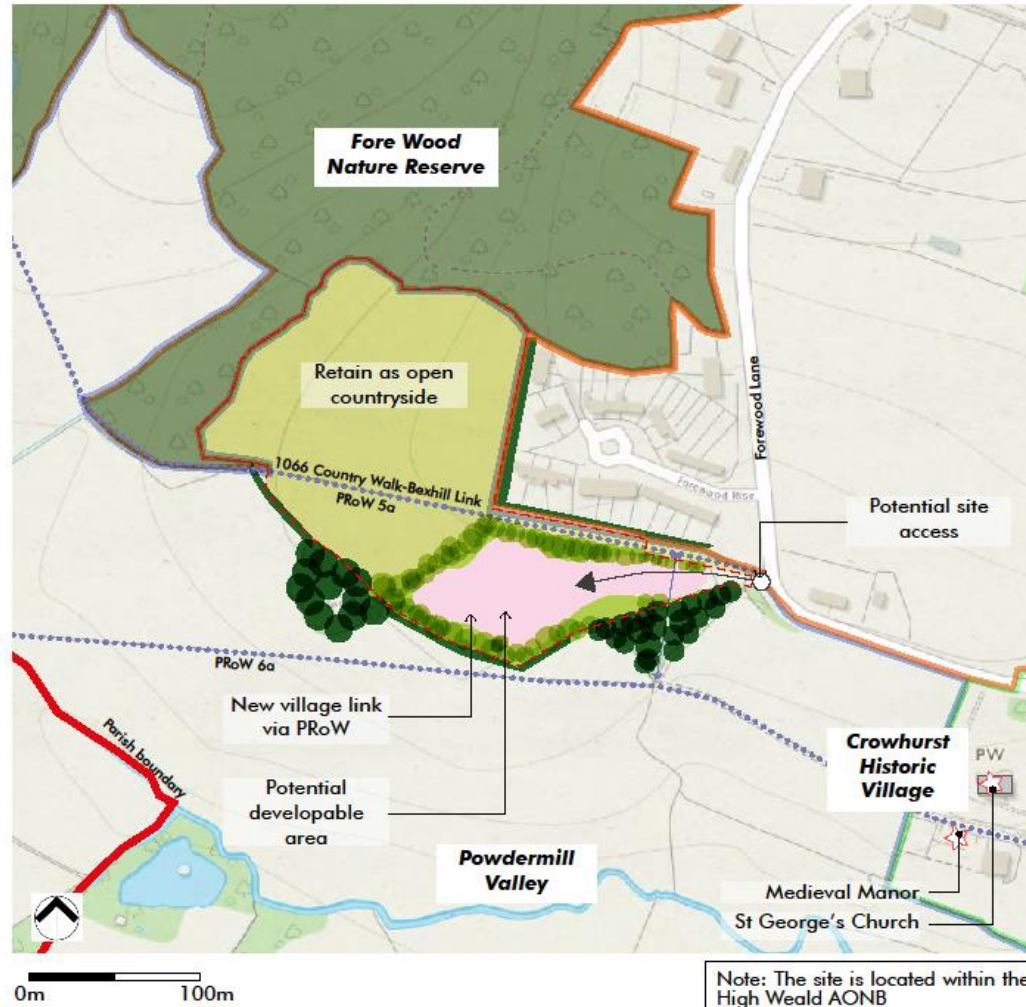 Fore Wood
Nature Reserve
Retain as open
countryside
Forewood Lane
1066 Country Walk-Bexhill Link
PRoW 5a
Forewood Rise
Potential site
access
PRoW 6a
New village link
via PRoW
Parish boundary
Potential
developable
area
Crowhurst
Historic
Village
PW
Powdermill
Valley
Medieval Manor
St George's Church
0m
100m
Note: The site is located within the
High Weald AONB